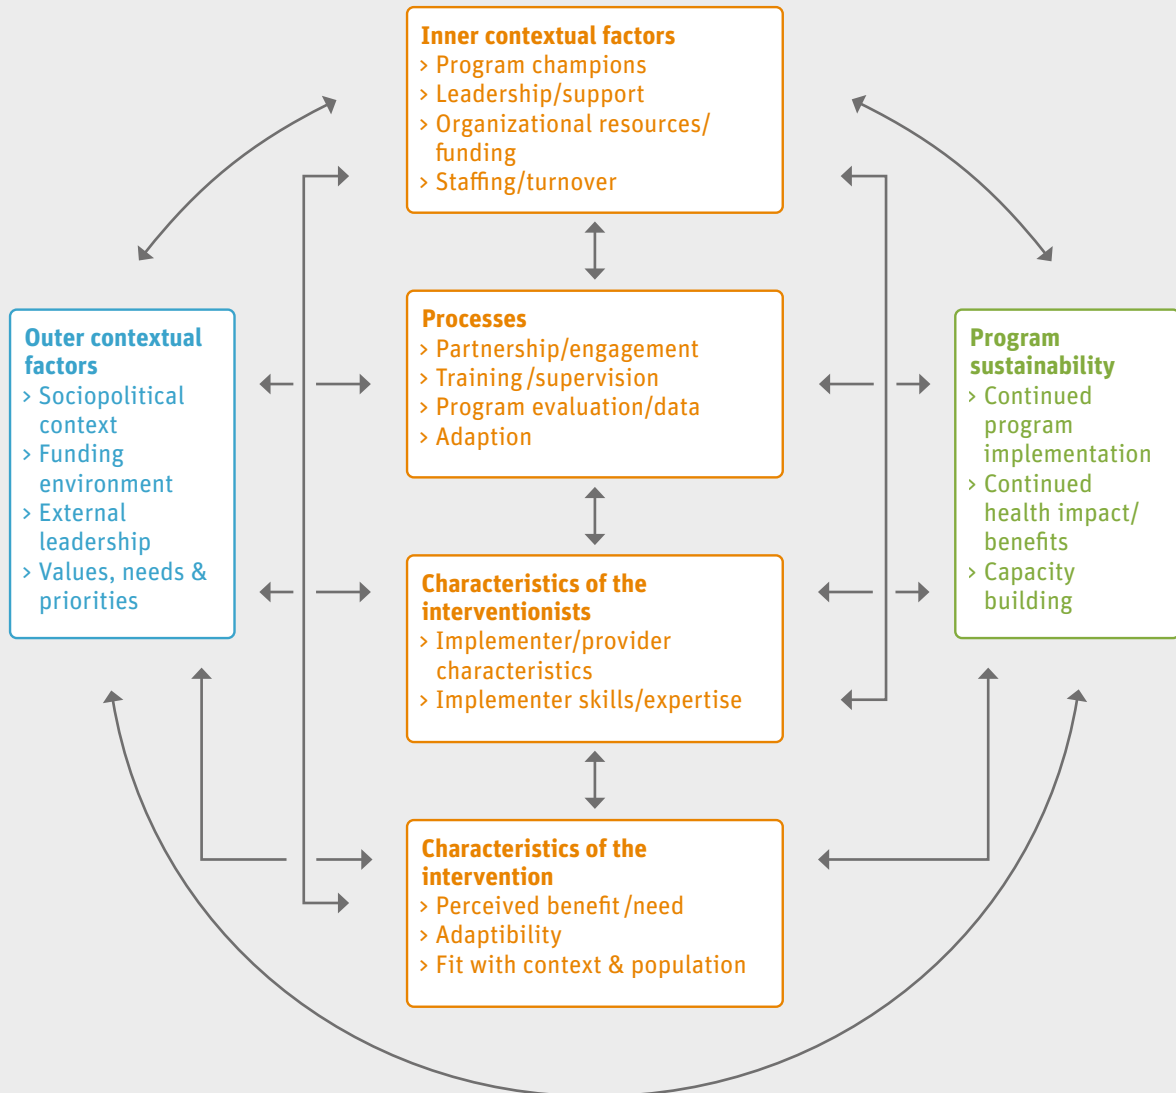 Inner contextual factors
> Program champions
> Leadership/support
> Organizational resources/
funding
> Staffing/turnover
Processes
> Partnership/engagement
> Training/supervision
> Program evaluation/data
> Adaption
Outer contextual
factors
> Sociopolitical
context
> Funding
environment
> External
leadership
> Values, needs &
priorities
Program
sustainability
> Continued
program
implementation
> Continued
health impact/
benefits
> Capacity
building
Characteristics of the
interventionists
> Implementer/provider
characteristics
> Implementer skills/expertise
Characteristics of the
intervention
> Perceived benefit/need
> Adaptibility
> Fit with context & population